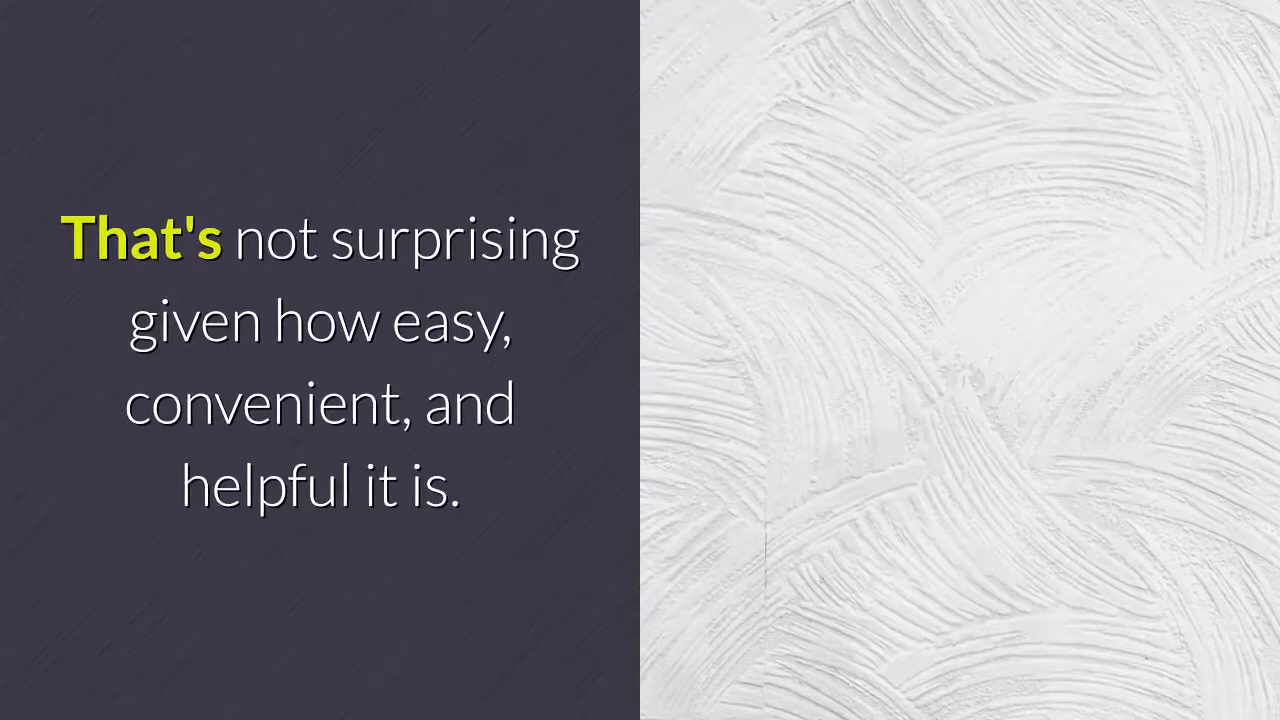 That's not surprising
given how easy,
convenient, and
helpful it is.